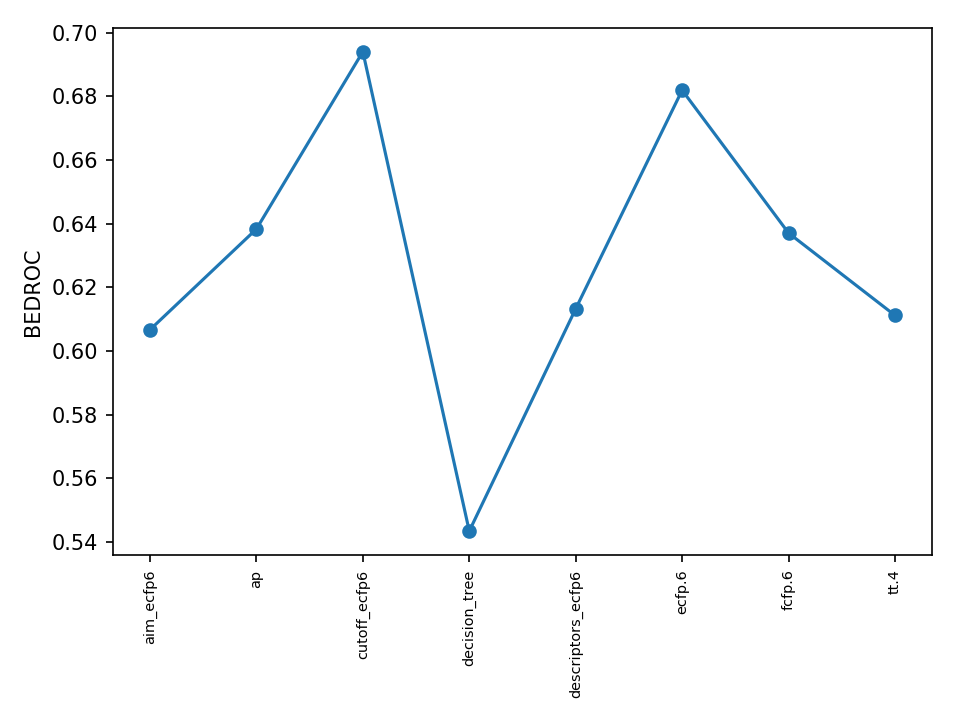 0.70
0.68
0.66
0.64
0.62
0.60
0.58
0.56
0.54
BEDROC
aim_ecfp6
ap
cutoff_ecfp6
decision_tree
descriptors_ecfp6
ecfp.6
fcfp.6
tt.4